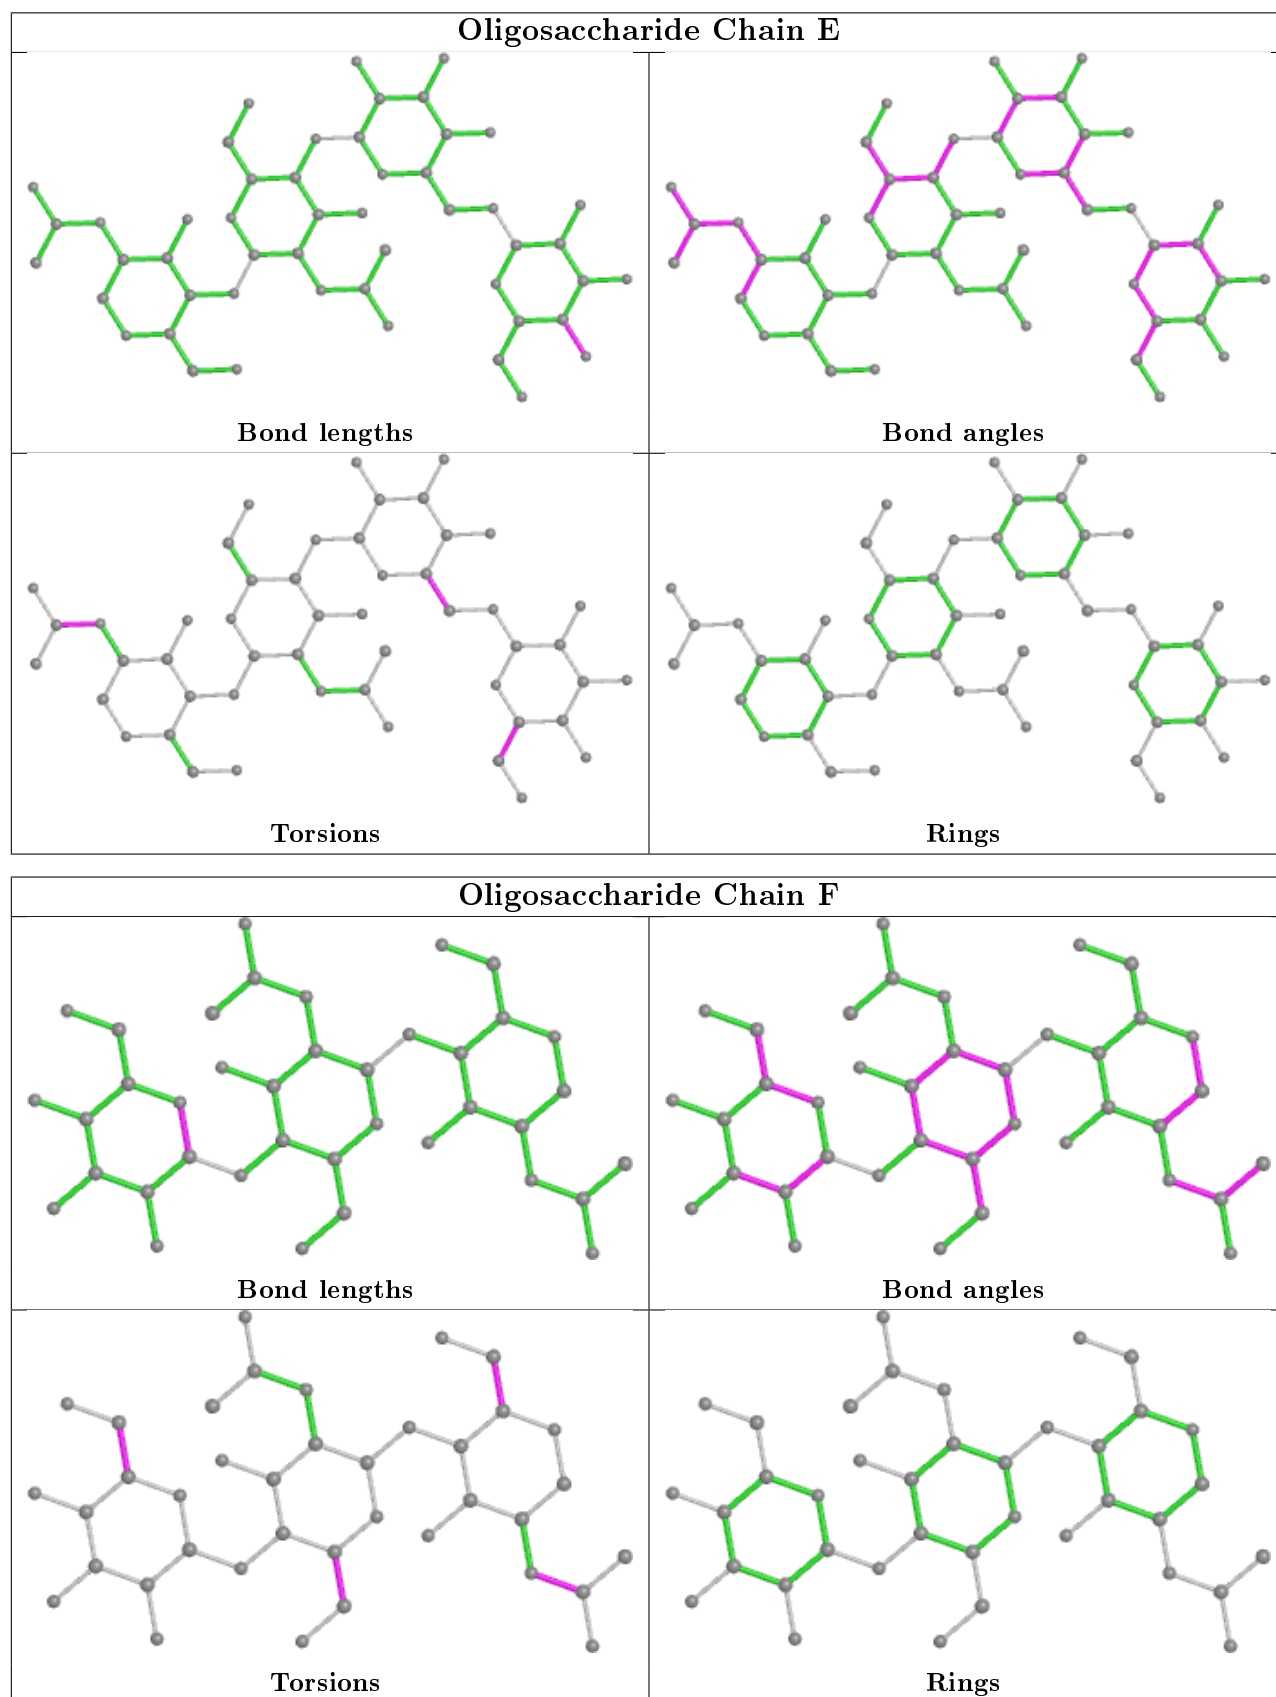 Oligosaccharide Chain E
Bond lengths
Bond angles
Torsions
Rings
Oligosaccharide Chain F
Bond lengths
Bond angles
Torsions
Rings